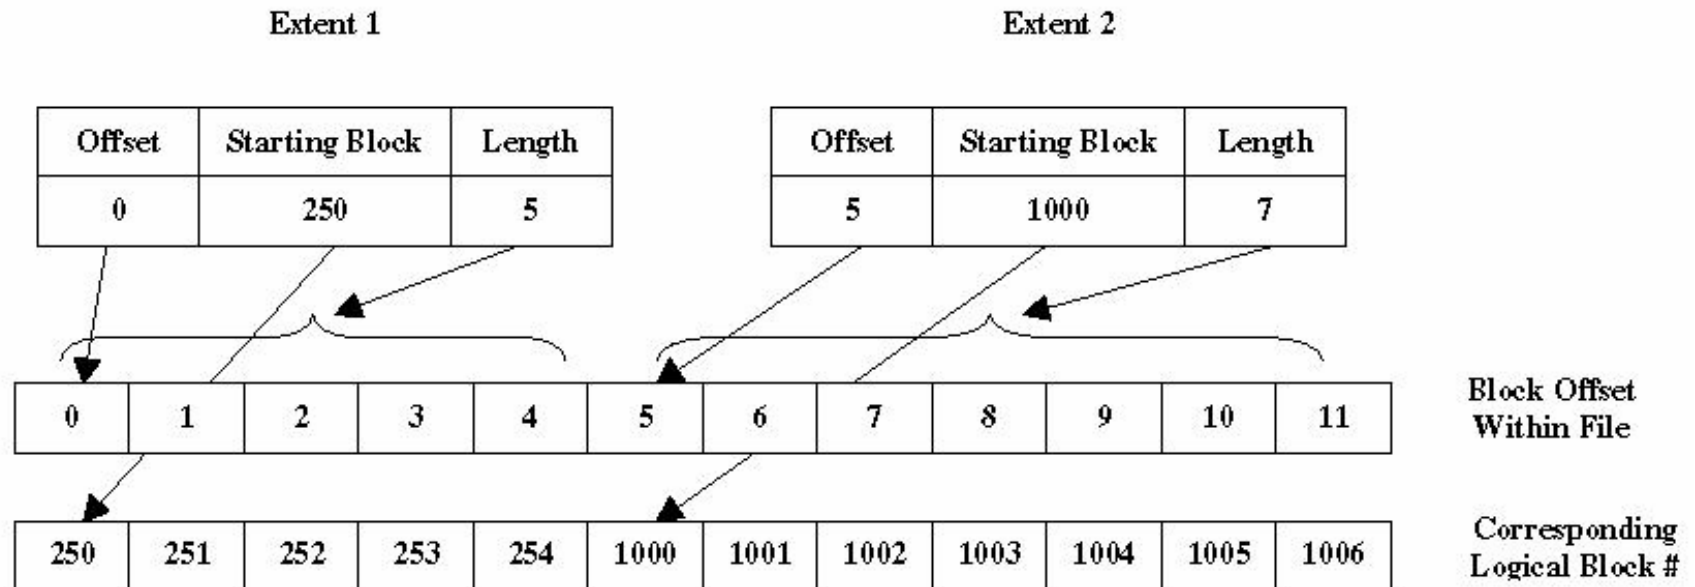 Extent 1 Extent 2
Offset Starting Block Length Offset Starting Block Length
0 250 5 5 1000 7
0 1 2 3 4 5 6 7 8 9 10 11
Block Offset
Within File
250 251 252 253 254 1000 1001 1002 1003 1004 1005 1006
Corresponding
Logical Block #